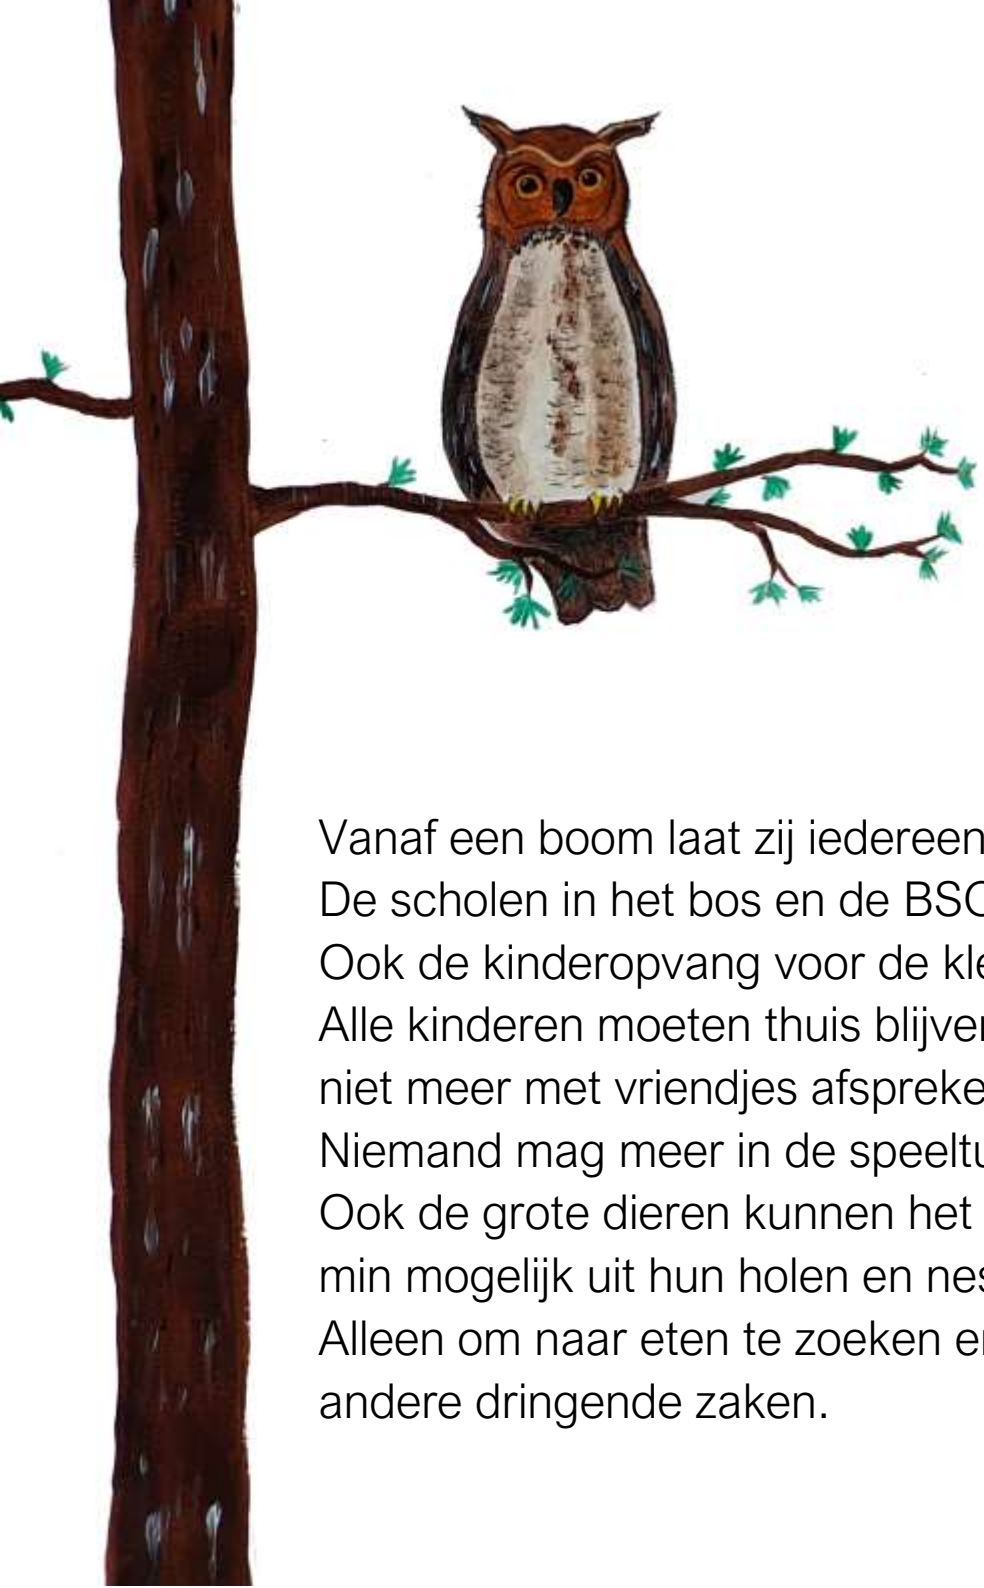 Vanaf een boom laat zij iedereen
De scholen in het bos en de BSO
Ook de kinderopvang voor de kle
Alle kinderen moeten thuis blijven
niet meer met vriendjes afspreke
Niemand mag meer in de speeltu
Ook de grote dieren kunnen het
min mogelijk uit hun holen en nes
Alleen om naar eten te zoeken en
andere dringende zaken.